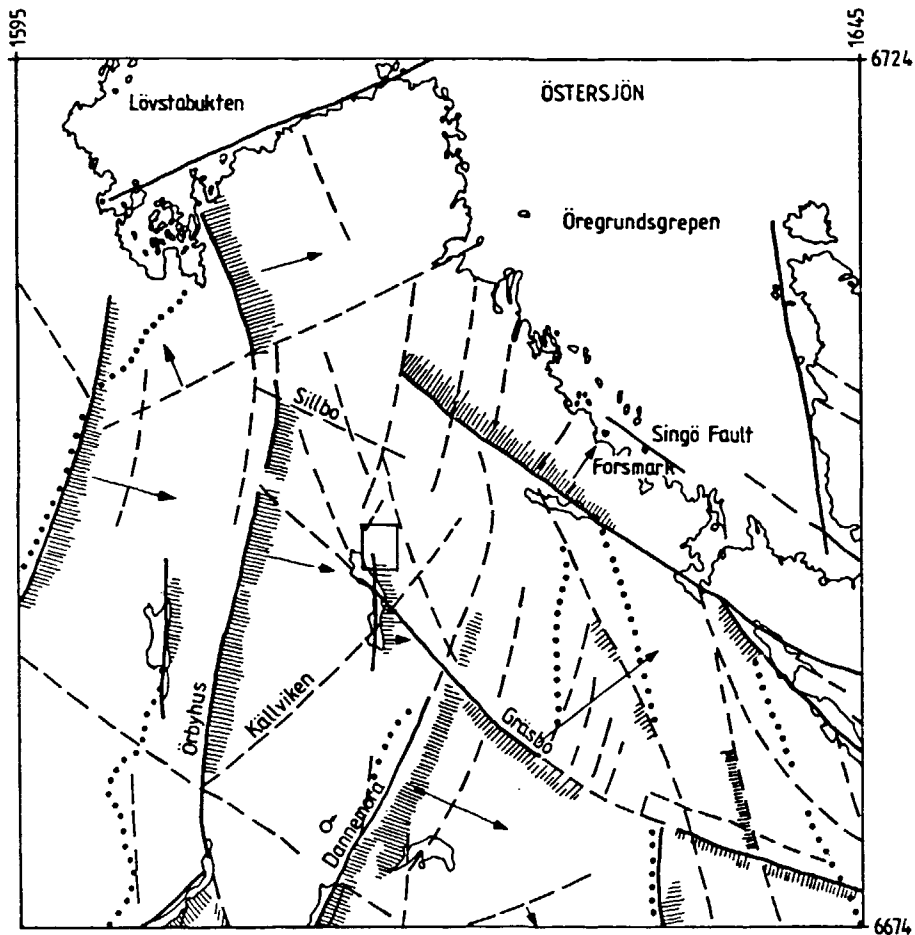 1595
1645
6724
Lövstabukten
ÖSTERSJÖN
Öregrundsgrepen
Sillbo
Singö Fault
Forsmark
Örbyhus
Källviken
Gräsbo
Dannemora
6674